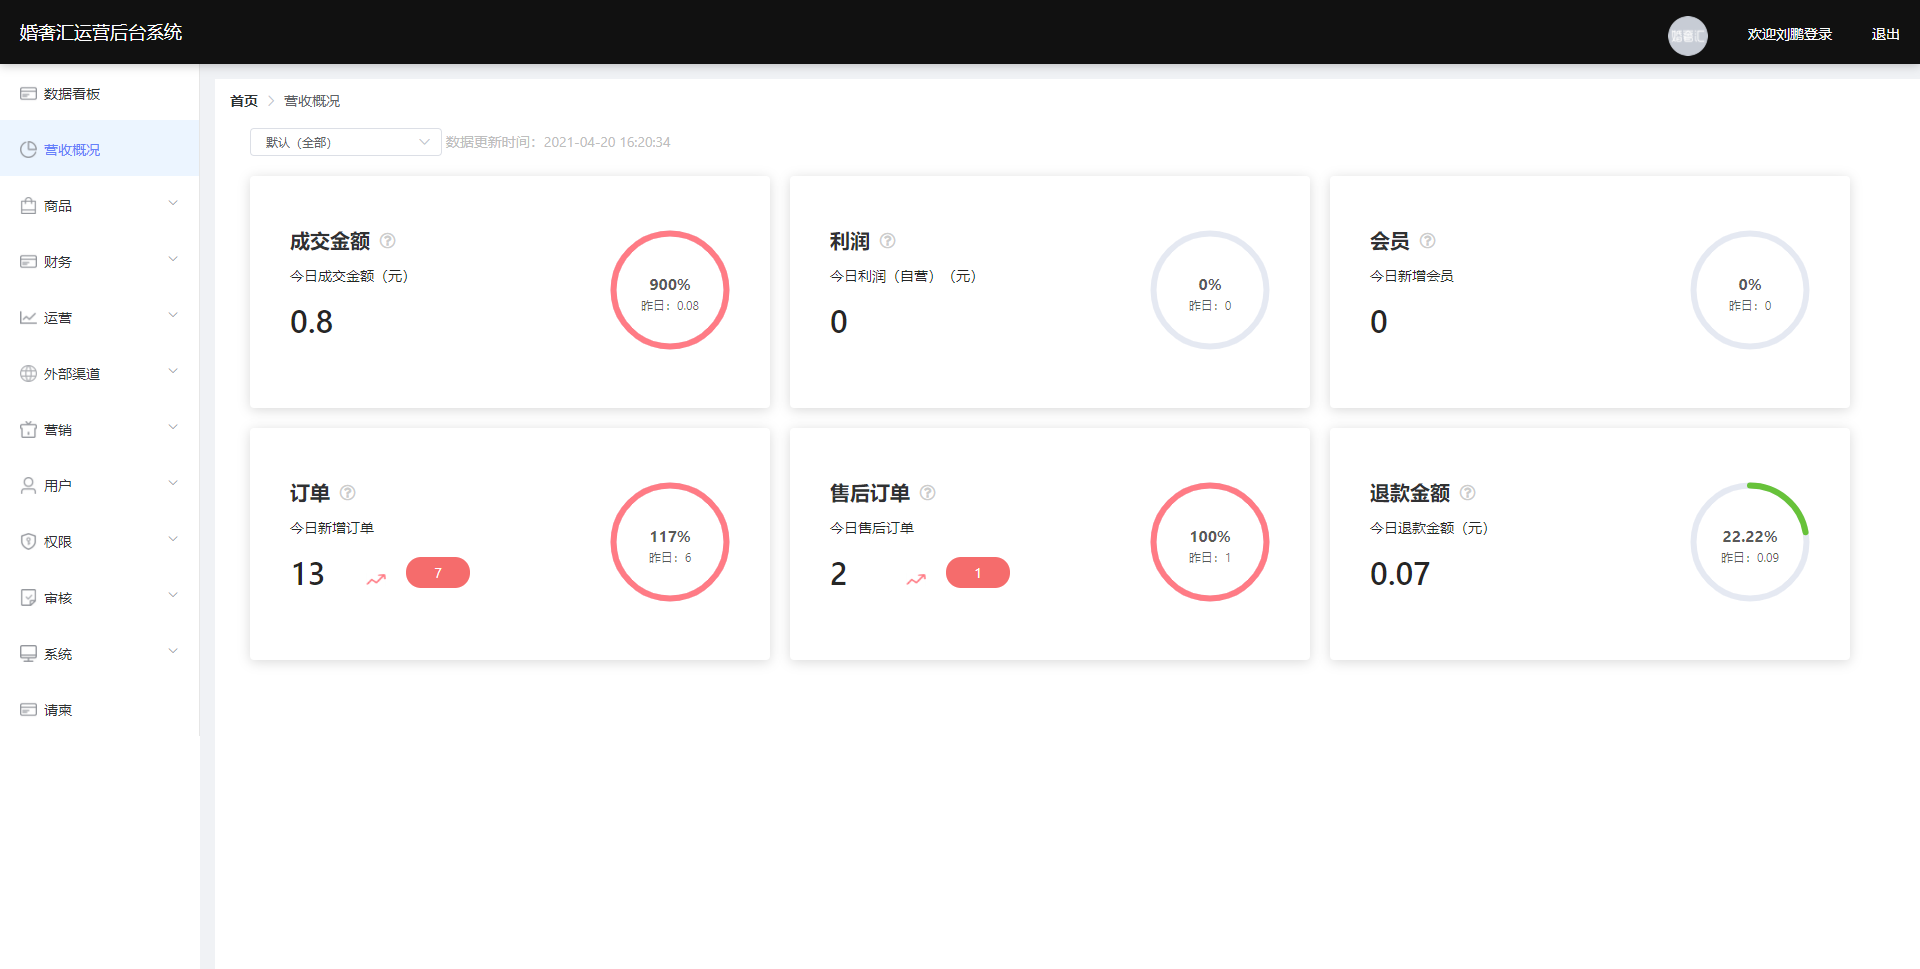 婚奢汇运营后台系统
婚奢汇
欢迎刘鹏登录
退出
数据看板
营收概况
商品
财务
运营
外部渠道
营销
用户
权限
审核
系统
请柬
首页 > 营收概况
默认（全部）
数据更新时间：2021-04-20 16:20:34
成交金额
今日成交金额（元）
0.8
900%
昨日：0.08
利润
今日利润（自营）（元）
0
0%
昨日：0
会员
今日新增会员
0
0%
昨日：0
订单
今日新增订单
13
7
117%
昨日：6
售后订单
今日售后订单
2
1
100%
昨日：1
退款金额
今日退款金额（元）
0.07
22.22%
昨日：0.09